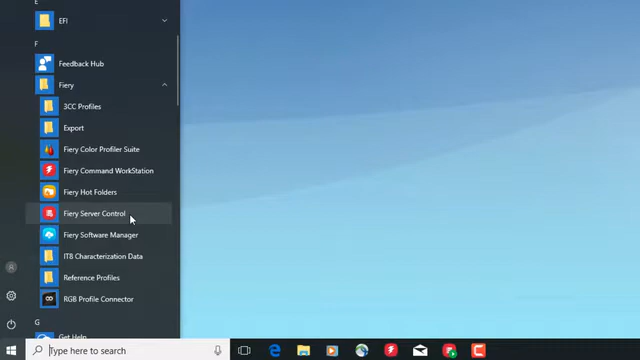 E
EFI
F
Feedback Hub
Fiery
3CC Profiles
Export
Fiery Color Profiler Suite
Fiery Command WorkStation
Fiery Hot Folders
Fiery Server Control
Fiery Software Manager
IT8 Characterization Data
Reference Profiles
RGB Profile Connector
G
Get Help
Type here to search